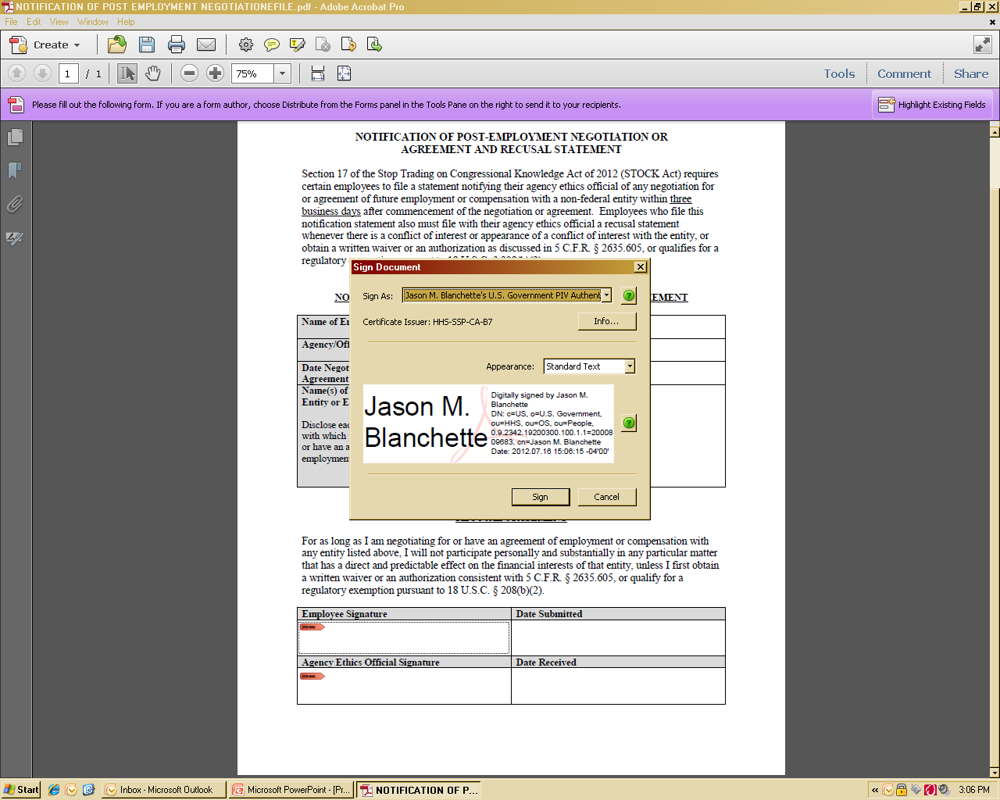 NOTIFICATION OF POST EMPLOYMENT NEGOTIATIONEFILE.pdf - Adobe Acrobat Pro
File Edit View Window Help
Create
1 / 1 75% Tools Comment Share
Please fill out the following form. If you are a form author, choose Distribute from the Forms panel in the Tools Pane on the right to send it to your recipients. Highlight Existing Fields
NOTIFICATION OF POST-EMPLOYMENT NEGOTIATION OR
AGREEMENT AND RECUSAL STATEMENT
Section 17 of the Stop Trading on Congressional Knowledge Act of 2012 (STOCK Act) requires
certain employees to file a statement notifying their agency ethics official of any negotiation for
or agreement of future employment or compensation with a non-federal entity within three
business days after commencement of the negotiation or agreement.  Employees who file this
notification statement also must file with their agency ethics official a recusal statement
whenever there is a conflict of interest or appearance of a conflict of interest with the entity, or
obtain a written waiver or an authorization as discussed in 5 C.F.R. § 2635.605, or qualifies for a
regulatory
Sign Document
Sign As: Jason M. Blanchette's U.S. Government PIV Authent
NO EMENT
Certificate Issuer: HHS-SSP-CA-B7 Info...
Name of E
Agency/Off
Date Negot
Agreement
Name(s) of
Entity or E
Disclose eac
with which
or have an a
employment
Appearance: Standard Text
Jason M.
Blanchette
Digitally signed by Jason M.
Blanchette
DN: c=US, o=U.S. Government,
ou=HHS, ou=OS, ou=People,
0.9.2342.19200300.100.1.1=20008
09683, cn=Jason M. Blanchette
Date: 2012.07.16 15:06:15 -04'00'
Sign Cancel
For as long as I am negotiating for or have an agreement of employment or compensation with
any entity listed above, I will not participate personally and substantially in any particular matter
that has a direct and predictable effect on the financial interests of that entity, unless I first obtain
a written waiver or an authorization consistent with 5 C.F.R. § 2635.605, or qualify for a
regulatory exemption pursuant to 18 U.S.C. § 208(b)(2).
Employee Signature Date Submitted
Agency Ethics Official Signature Date Received
Start Inbox - Microsoft Outlook Microsoft PowerPoint - [Pr... NOTIFICATION OF P... 3:06 PM